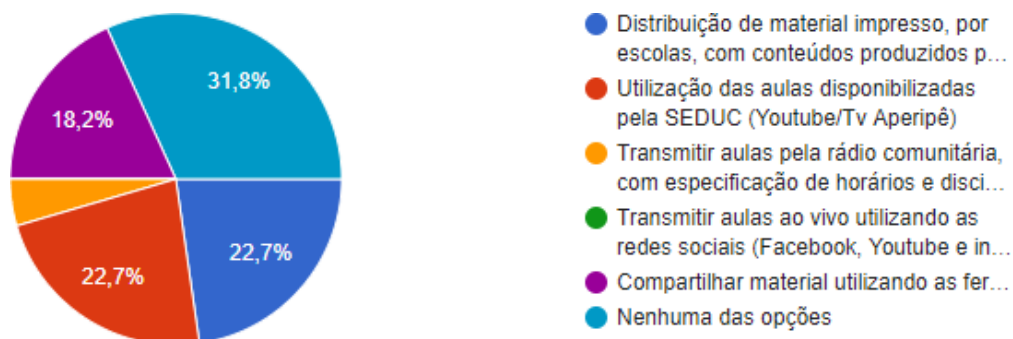 31,8%
18,2%
22,7%
22,7%
Distribuição de material impresso, por
escolas, com conteúdos produzidos p...
Utilização das aulas disponibilizadas
pela SEDUC (Youtube/Tv Aperipê)
Transmitir aulas pela rádio comunitária,
com especificação de horários e disci...
Transmitir aulas ao vivo utilizando as
redes sociais (Facebook, Youtube e in...
Compartilhar material utilizando as fer...
Nenhuma das opções